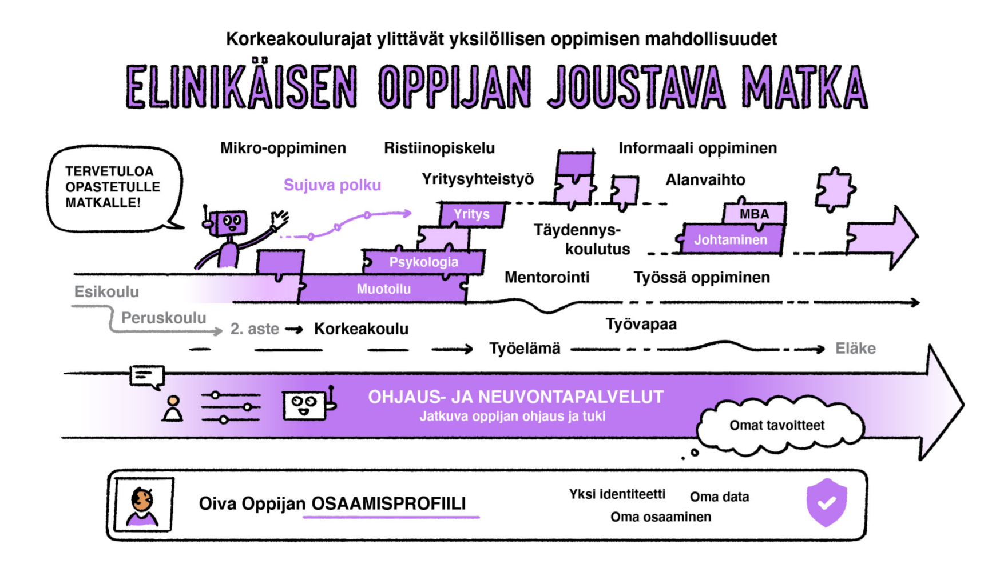 Korkeakoulurajat ylittävät yksilöllisen oppimisen mahdollisuudet
ELINIKÄISEN OPPIJAN JOUSTAVA MATKA
TERVETULOA
OPASTETULLE
MATKALLE!
Mikro-oppiminen
Ristiinopiskelu
Informaali oppiminen
Sujuva polku
Yritysyhteistyö
Alanvaihto
Yritys
MBA
Täydennys-
koulutus
Johtaminen
Psykologia
Mentorointi
Työssä oppiminen
Muotoilu
Esikoulu
Peruskoulu
2. aste
Korkeakoulu
Työvapaa
Työelämä
Eläke
OHJAUS- JA NEUVONTAPALVELUT
Jatkuva oppijan ohjaus ja tuki
Omat tavoitteet
Oiva Oppijan OSAAMISPROFIILI
Yksi identiteetti
Oma data
Oma osaaminen